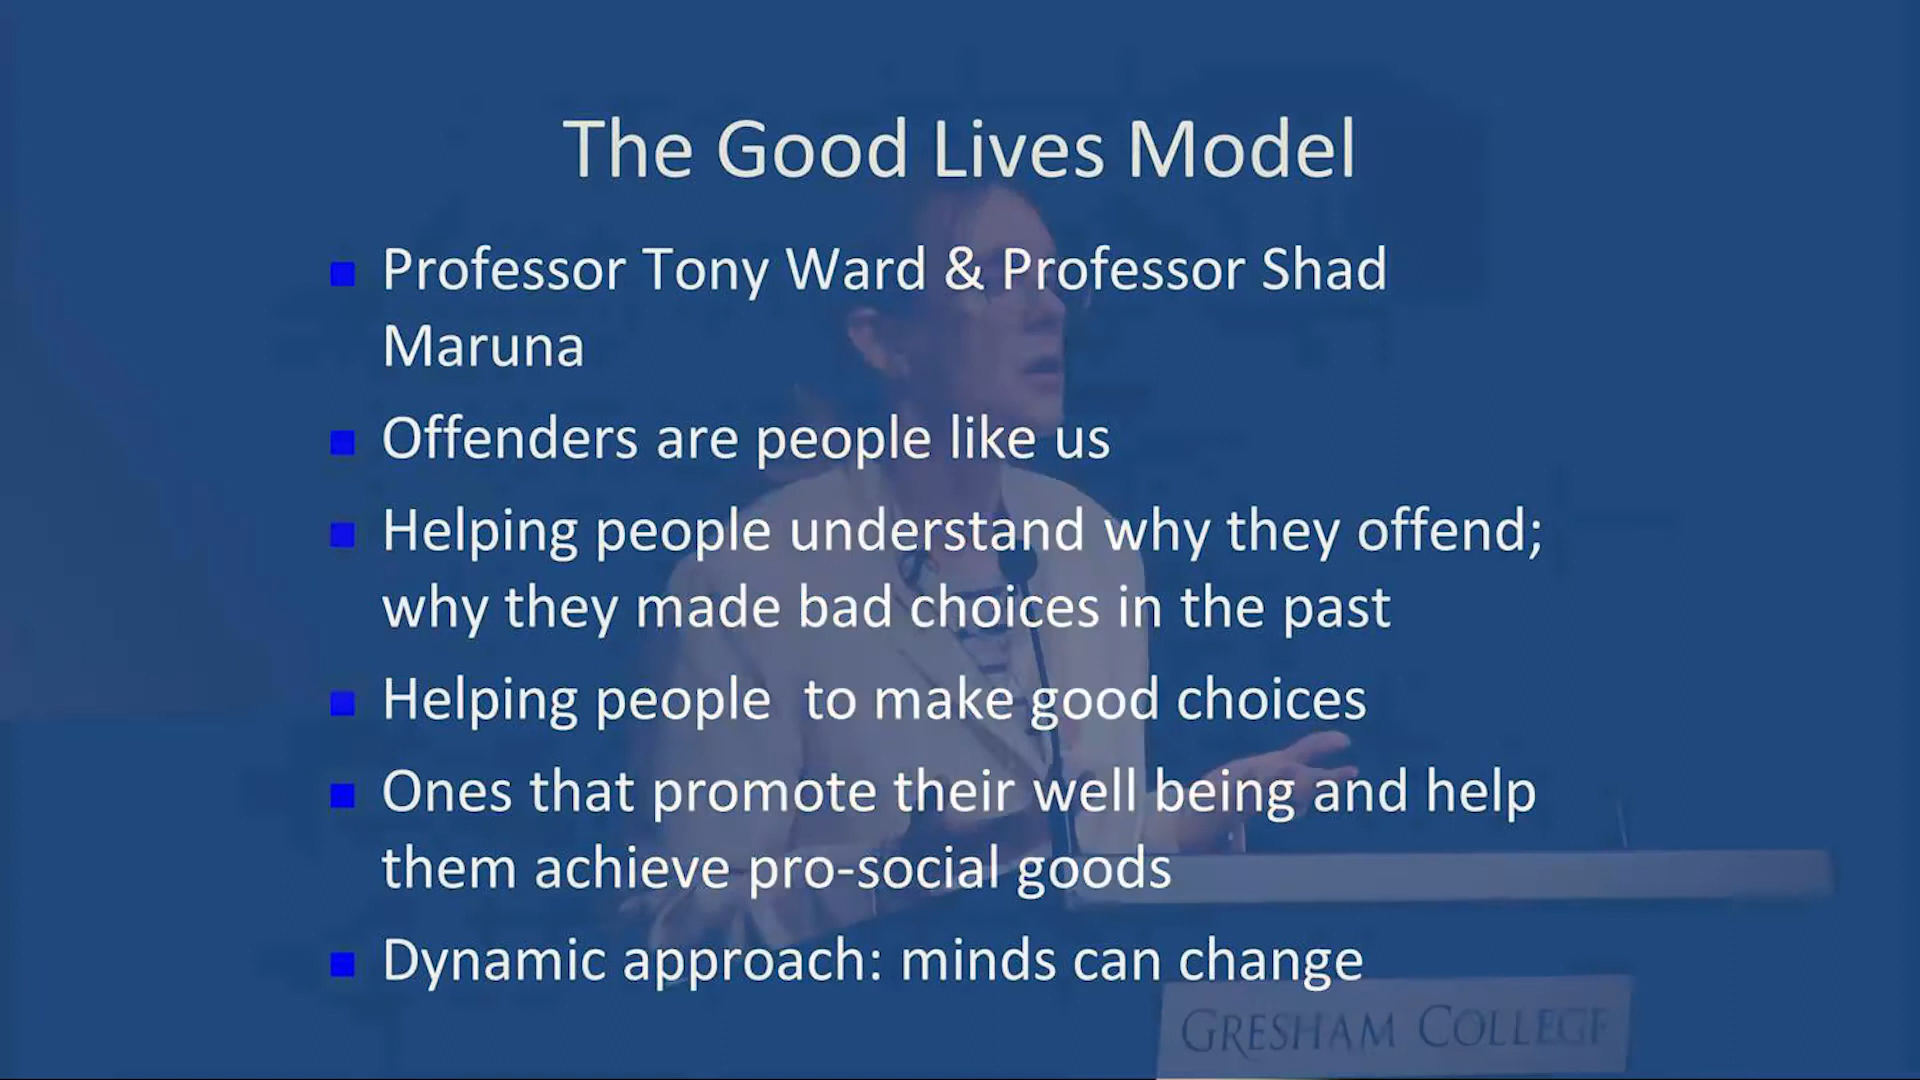 The Good Lives Model
Professor Tony Ward & Professor Shad
Maruna
Offenders are people like us
Helping people understand why they offend;
why they made bad choices in the past
Helping people  to make good choices
Ones that promote their well being and help
them achieve pro-social goods
Dynamic approach: minds can change
GRESHAM COLLEGE